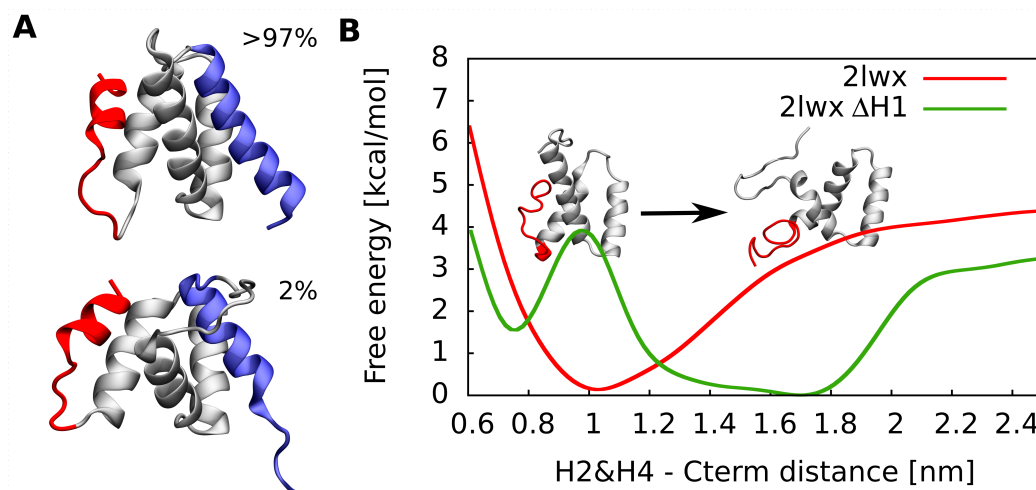 A
>97%
2%
B
8
7
6
5
4
3
2
1
0
Free energy [kcal/mol]
2lwx
2lwx ΔH1
0.6 0.8 1 1.2 1.4 1.6 1.8 2 2.2 2.4
H2&H4 - Cterm distance [nm]